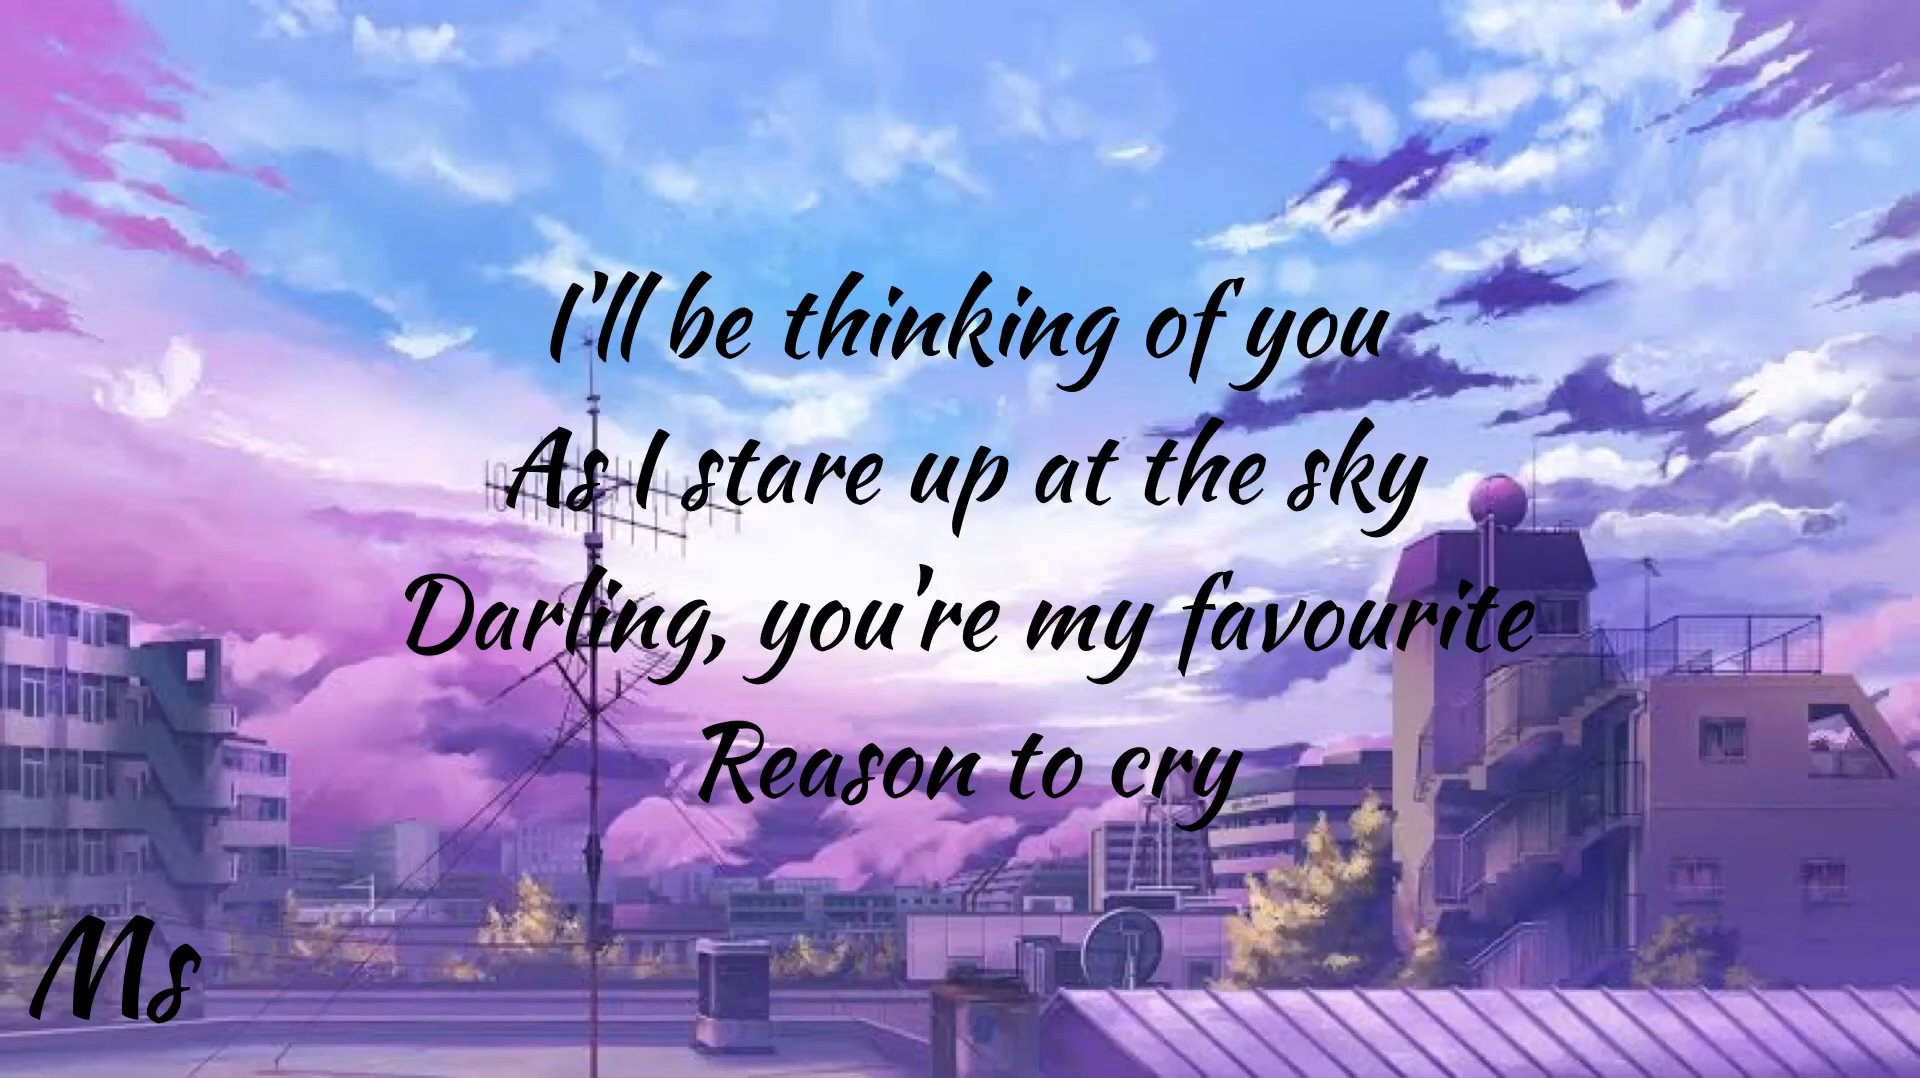 I'll be thinking of you
As I stare up at the sky
Darling, you're my favourite
Reason to cry
Ms